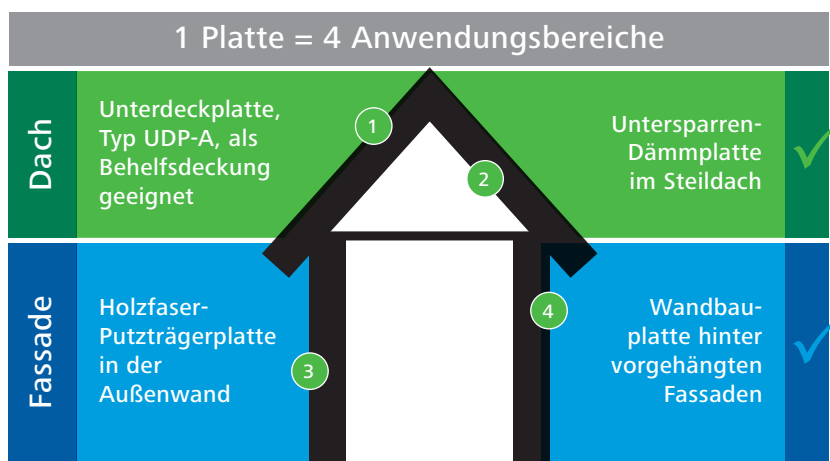 1 Platte = 4 Anwendungsbereiche
Dach
Unterdeckplatte,
Typ UDP-A, als
Behelfsdeckung
geeignet
1
2
Untersparren-
Dämmplatte
im Steildach
Fassade
Holzfaser-
Putzträgerplatte
in der
Außenwand
3
4
Wandbau-
platte hinter
vorgehängten
Fassaden